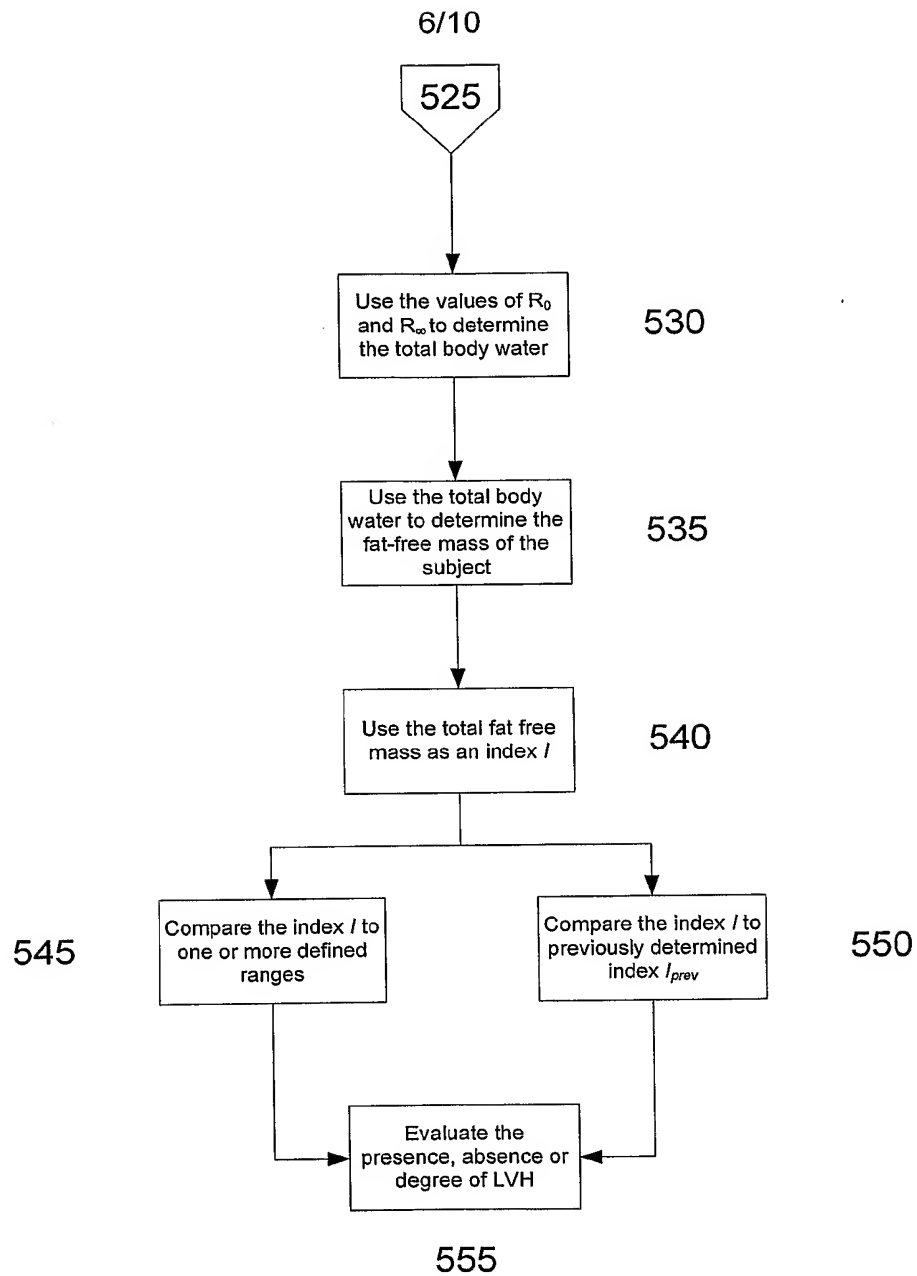 6/10
525
Use the values of R₀
and R∞ to determine
the total body water
530
Use the total body
water to determine the
fat-free mass of the
subject
535
Use the total fat free
mass as an index I
540
545
Compare the index I to
one or more defined
ranges
Compare the index I to
previously determined
index Iprev
550
Evaluate the
presence, absence or
degree of LVH
555